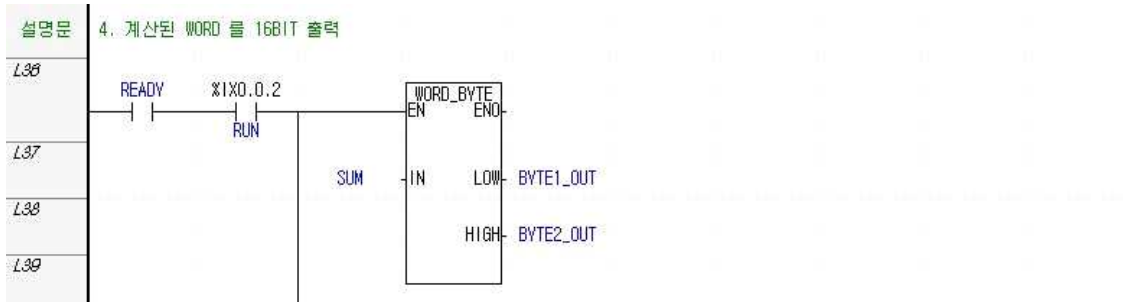 설명문 4. 계산된 WORD 를 16BIT 출력
L36
READY %IX0.0.2 WORD_BYTE
EN ENO
RUN
L37
SUM IN LOW BYTE1_OUT
L38
HIGH BYTE2_OUT
L39